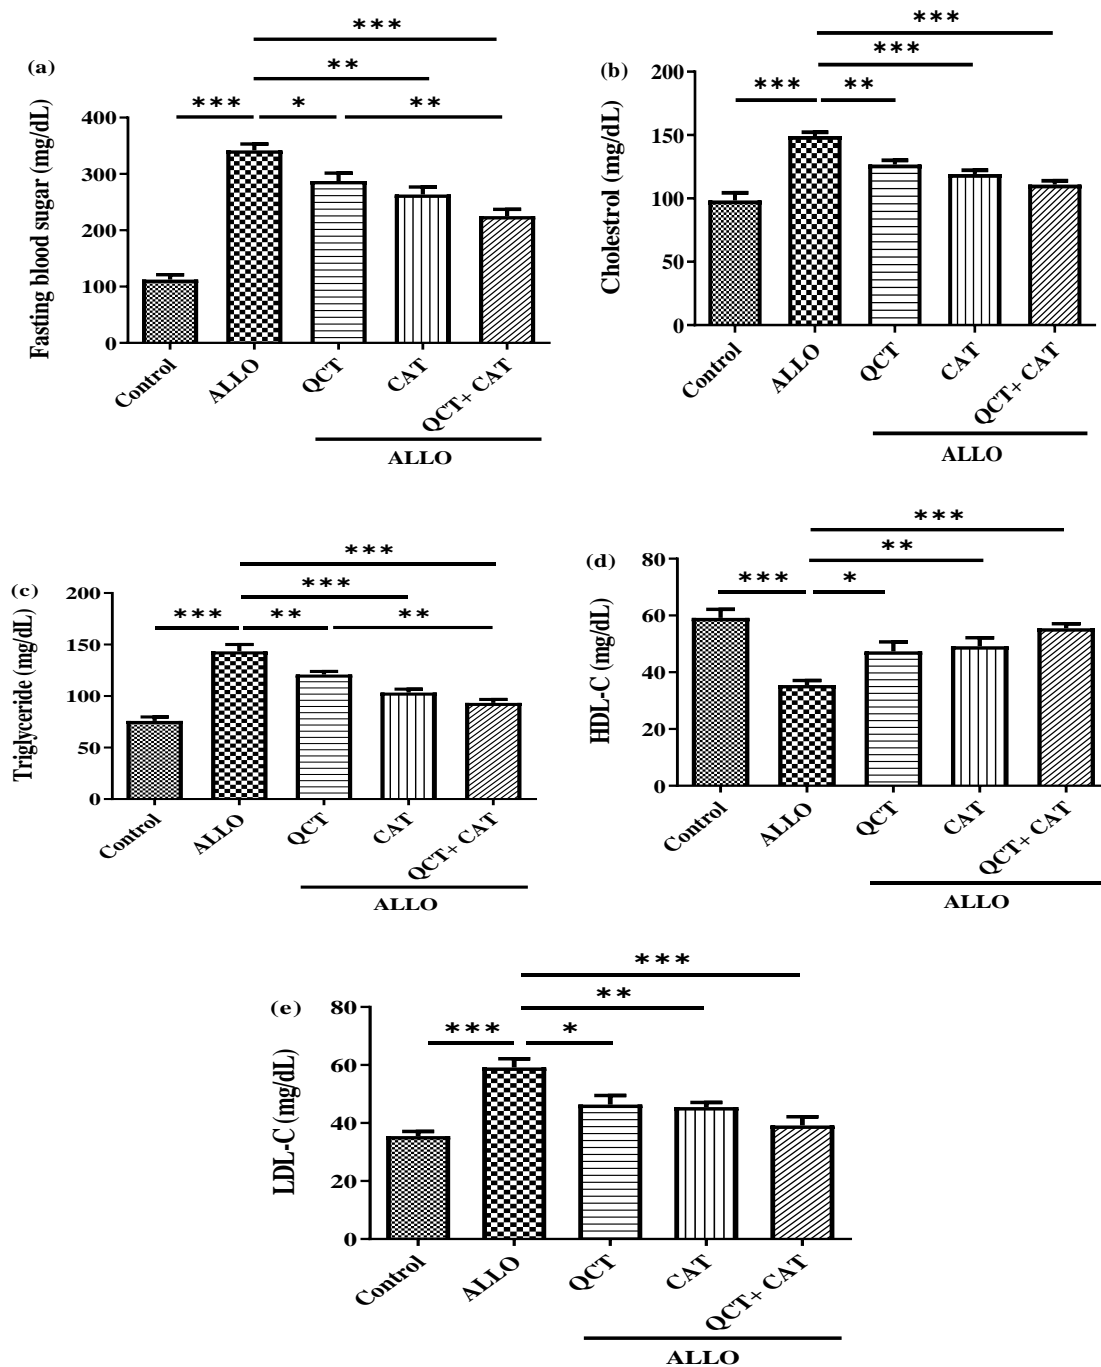 (a)
Fasting blood sugar (mg/dL)
***
**
*** * **
400
300
200
100
0
Control ALLO QCT CAT QCT+ CAT
ALLO
(b)
Cholestrol (mg/dL)
***
***
*** **
200
150
100
50
0
Control ALLO QCT CAT QCT+ CAT
ALLO
(c)
Triglyceride (mg/dL)
***
***
*** ** **
200
150
100
50
0
Control ALLO QCT CAT QCT+ CAT
ALLO
(d)
HDL-C (mg/dL)
***
**
*** *
80
60
40
20
0
Control ALLO QCT CAT QCT+ CAT
ALLO
(e)
LDL-C (mg/dL)
***
**
*** *
80
60
40
20
0
Control ALLO QCT CAT QCT+ CAT
ALLO